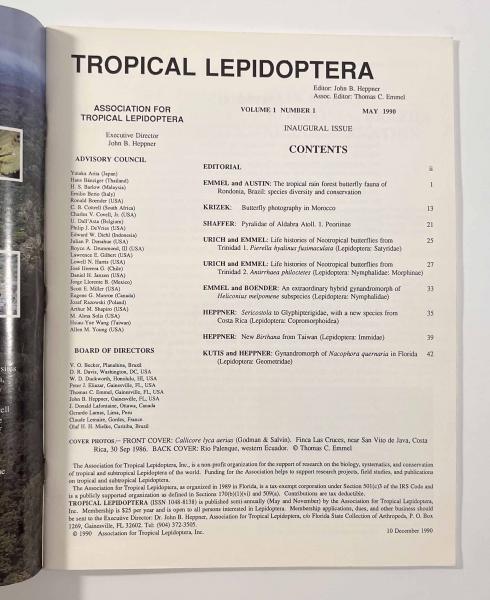 TROPICAL LEPIDOPTERA
Editor: John B. Heppner
Assoc. Editor: Thomas C. Emmel
ASSOCIATION FOR
TROPICAL LEPIDOPTERA
Executive Director
John B. Heppner
ADVISORY COUNCIL
Yutaka Arita (Japan)
Hans Bänziger (Thailand)
H. S. Barlow (Malaysia)
Emilio Berio (Italy)
Ronald Boender (USA)
C. B. Cottrell (South Africa)
Charles V. Covell, Jr. (USA)
U. Dall'Asta (Belgium)
Philip J. DeVries (USA)
Edward W. Diehl (Indonesia)
Julian P. Donahue (USA)
Boyce A. Drummond, III (USA)
Lawrence E. Gilbert (USA)
Lowell N. Harris (USA)
José Herrera G. (Chile)
Daniel H. Janzen (USA)
Jorge Llorente B. (Mexico)
Scott E. Miller (USA)
Eugene G. Munroe (Canada)
Jozef Razowski (Poland)
Arthur M. Shapiro (USA)
M. Alma Solis (USA)
Hsiau Yue Wang (Taiwan)
Allen M. Young (USA)
BOARD OF DIRECTORS
V. O. Becker, Planaltina, Brazil
D. R. Davis, Washington, DC, USA
W. D. Duckworth, Honolulu, HI, USA
Peter J. Eliazar, Gainesville, FL, USA
Thomas C. Emmel, Gainesville, FL, USA
John B. Heppner, Gainesville, FL, USA
J. Donald Lafontaine, Ottawa, Canada
Gerardo Lamas, Lima, Peru
Claude Lemaire, Gordes, France
Olaf H. H. Mielke, Curitiba, Brazil
VOLUME 1 NUMBER 1 MAY 1990
INAUGURAL ISSUE
CONTENTS
EDITORIAL ii
EMMEL and AUSTIN: The tropical rain forest butterfly fauna of 1
Rondonia, Brazil: species diversity and conservation
KRIZEK: Butterfly photography in Morocco 13
SHAFFER: Pyralidae of Aldabra Atoll. 1. Peoriinae 21
URICH and EMMEL: Life histories of Neotropical butterflies from 25
Trinidad 1. Pierella hyalinus fusimaculata (Lepidoptera: Satyridae)
URICH and EMMEL: Life histories of Neotropical butterflies from 27
Trinidad 2. Antirrhaea philoctetes (Lepidoptera: Nymphalidae: Morphinae)
EMMEL and BOENDER: An extraordinary hybrid gynandromorph of 33
Heliconius melpomene subspecies (Lepidoptera: Nymphalidae)
HEPPNER: Sericostola to Glyphipterigidae, with a new species from 35
Costa Rica (Lepidoptera: Copromorphoidea)
HEPPNER: New Birthana from Taiwan (Lepidoptera: Immidae) 39
KUTIS and HEPPNER: Gynandromorph of Nacophora quernaria in Florida 42
(Lepidoptera: Geometridae)
COVER PHOTOS:– FRONT COVER: Callicore lyca aerias (Godman & Salvin). Finca Las Cruces, near San Vito de Java, Costa
Rica, 30 Sep 1986. BACK COVER: Rio Palenque, western Ecuador. © Thomas C. Emmel
The Association for Tropical Lepidoptera, Inc., is a non-profit organization for the support of research on the biology, systematics, and conservation
of tropical and subtropical Lepidoptera of the world. Funding for the Association helps to support research projects, field studies, and publications
on tropical and subtropical Lepidoptera.
The Association for Tropical Lepidoptera, as organized in 1989 in Florida, is a tax-exempt corporation under Section 501(c)3 of the IRS Code and
is a publicly supported organization as defined in Sections 170(b)(1)(vi) and 509(a). Contributions are tax deductible.
TROPICAL LEPIDOPTERA (ISSN 1048-8138) is published semi-annually (May and November) by the Association for Tropical Lepidoptera,
Inc. Membership is $25 per year and is open to all persons interested in Lepidoptera. Membership applications, dues, and other business should
be sent to the Executive Director: Dr. John B. Heppner, Association for Tropical Lepidoptera, c/o Florida State Collection of Arthropods, P. O. Box
1269, Gainesville, FL 32602. Tel: (904) 372-3505.
© 1990 Association for Tropical Lepidoptera, Inc. 10 December 1990